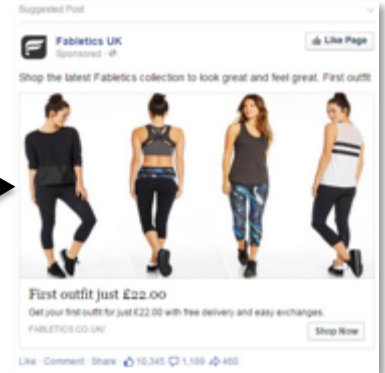 Suggested Post
Fabletics UK
Sponsored
Like Page
Shop the latest Fabletics collection to look great and feel great. First outfit
First outfit just £22.00
Get your first outfit for just £22.00 with free delivery and easy exchanges.
FABLETICS.CO.UK/
Shop Now
Like · Comment · Share · 10,345 1,189 460